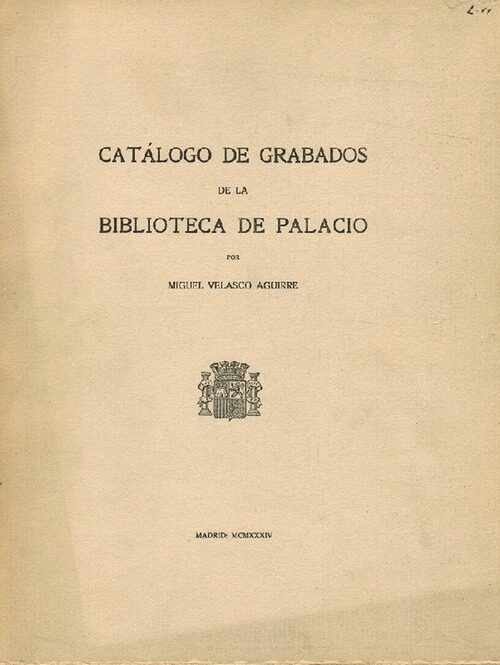 CATÁLOGO DE GRABADOS
DE LA
BIBLIOTECA DE PALACIO
POR
MIGUEL VELASCO AGUIRRE
MADRID: MCMXXXIV